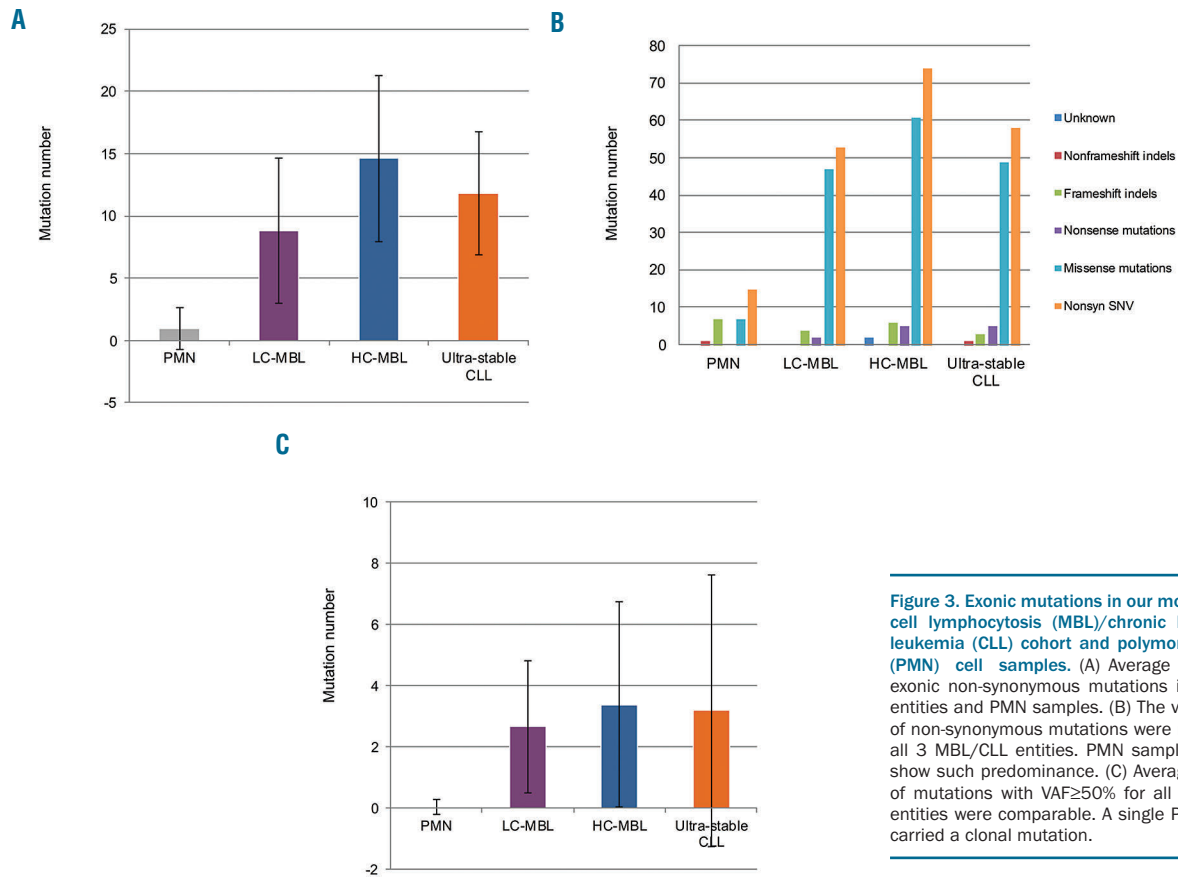 A
25
20
15
10
5
0
-5
Mutation number
PMN
LC-MBL
HC-MBL
Ultra-stable
CLL
B
80
70
60
50
40
30
20
10
0
Mutation number
PMN
LC-MBL
HC-MBL
Ultra-stable
CLL
Unknown
Nonframeshift indels
Frameshift indels
Nonsense mutations
Missense mutations
Nonsyn SNV
C
10
8
6
4
2
0
-2
Mutation number
PMN
LC-MBL
HC-MBL
Ultra-stable
CLL
Figure 3. Exonic mutations in our mo
cell lymphocytosis (MBL)/chronic
leukemia (CLL) cohort and polymor
(PMN) cell samples. (A) Average
exonic non-synonymous mutations i
entities and PMN samples. (B) The v
of non-synonymous mutations were
all 3 MBL/CLL entities. PMN sampl
show such predominance. (C) Averag
of mutations with VAF≥50% for all
entities were comparable. A single P
carried a clonal mutation.